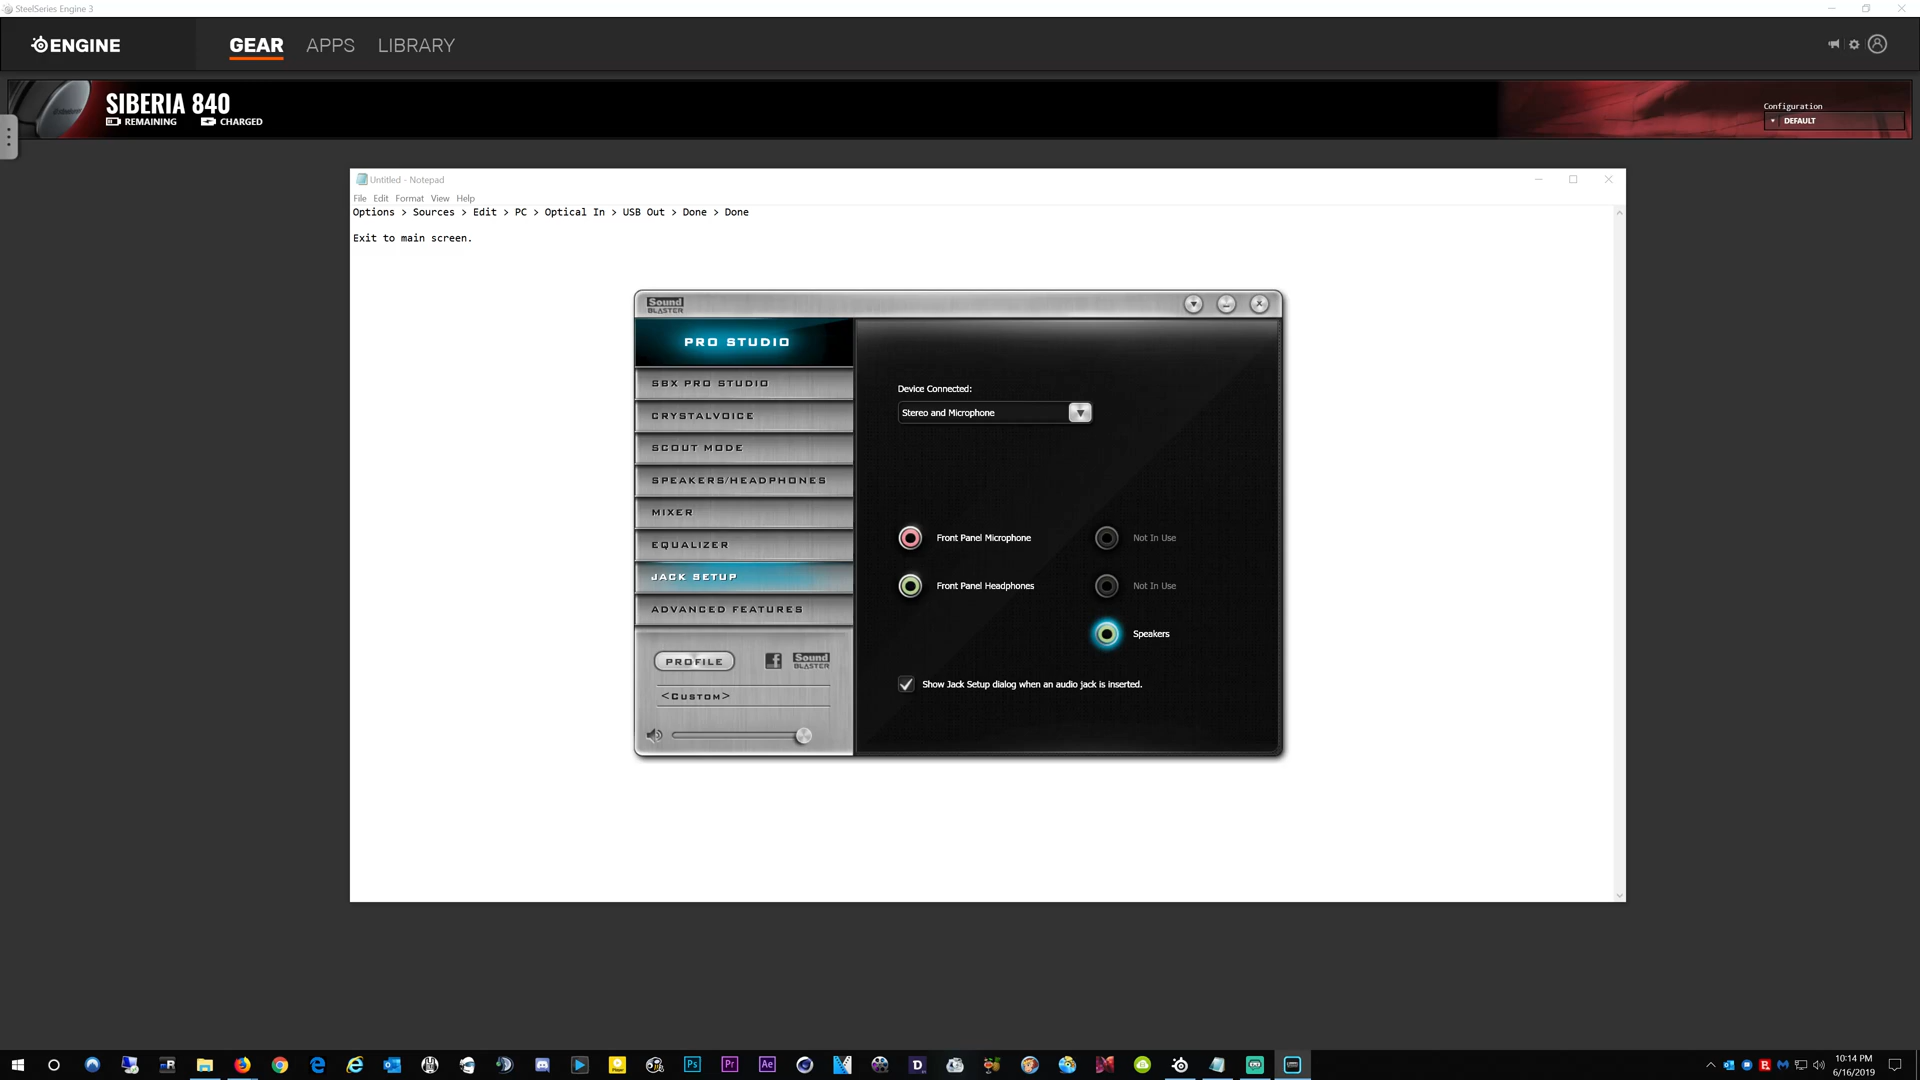 SteelSeries Engine 3
ENGINE
GEAR APPS LIBRARY
SIBERIA 840
REMAINING CHARGED
Configuration
DEFAULT
Untitled - Notepad
File Edit Format View Help
Options > Sources > Edit > PC > Optical In > USB Out > Done > Done
Exit to main screen.
Sound
BLASTER
PRO STUDIO
SBX PRO STUDIO
CRYSTALVOICE
SCOUT MODE
SPEAKERS/HEADPHONES
MIXER
EQUALIZER
JACK SETUP
ADVANCED FEATURES
PROFILE
Sound
BLASTER
<CUSTOM>
Device Connected:
Stereo and Microphone
Front Panel Microphone
Not In Use
Front Panel Headphones
Not In Use
Speakers
Show Jack Setup dialog when an audio jack is inserted.
Ps
Pr
Ae
D
10:14 PM
6/16/2019